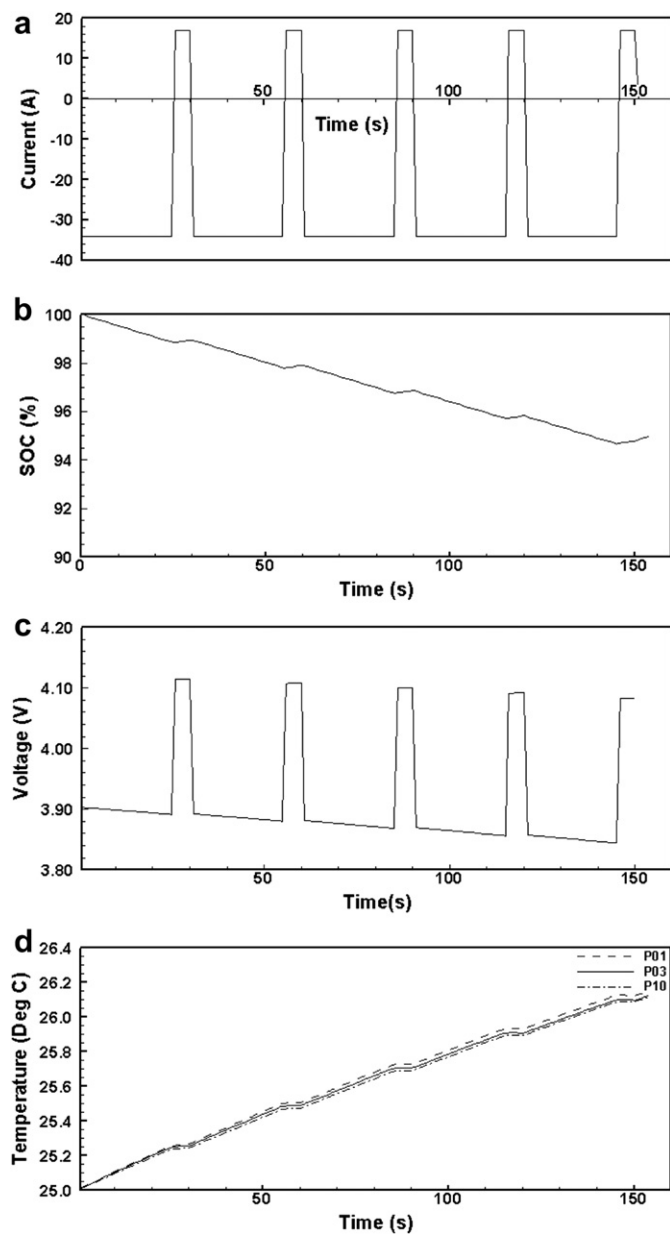 a
20
10
0
-10
-20
-30
-40
50
100
150
Time (s)
Current (A)
b
100
98
96
94
92
90
0
50
100
150
SOC (%)
Time (s)
c
4.20
4.10
4.00
3.90
3.80
50
100
150
Voltage (V)
Time(s)
d
26.4
26.2
26.0
25.8
25.6
25.4
25.2
25.0
50
100
150
P01
P03
P10
Temperature (Deg C)
Time (s)